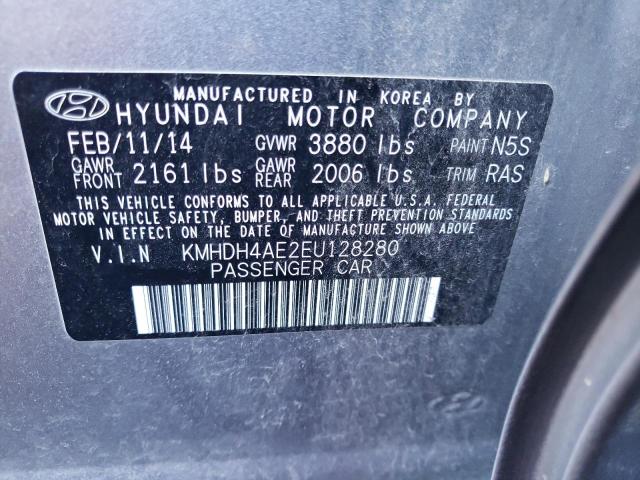 MANUFACTURED IN KOREA BY
HYUNDAI MOTOR COMPANY
FEB/11/14 GVWR 3880 lbs PAINT N5S
GAWR FRONT 2161 lbs GAWR REAR 2006 lbs TRIM RAS
THIS VEHICLE CONFORMS TO ALL APPLICABLE U.S.A. FEDERAL
MOTOR VEHICLE SAFETY, BUMPER, AND THEFT PREVENTION STANDARDS
IN EFFECT ON THE DATE OF MANUFACTURE SHOWN ABOVE.
V.I.N KMHDH4AE2EU128280
PASSENGER CAR